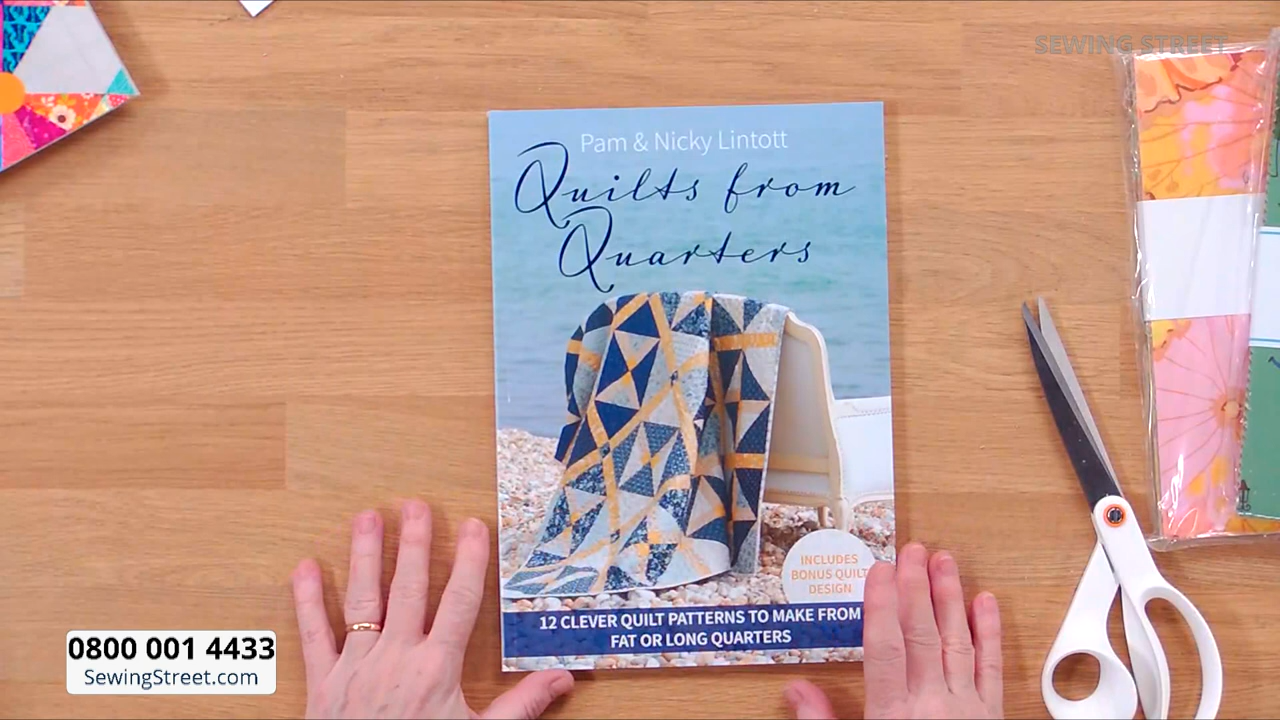 SEWING STREET
Pam & Nicky Lintott
Quilts from
Quarters
INCLUDES
BONUS QUILT
DESIGN
12 CLEVER QUILT PATTERNS TO MAKE FROM
FAT OR LONG QUARTERS
0800 001 4433
SewingStreet.com